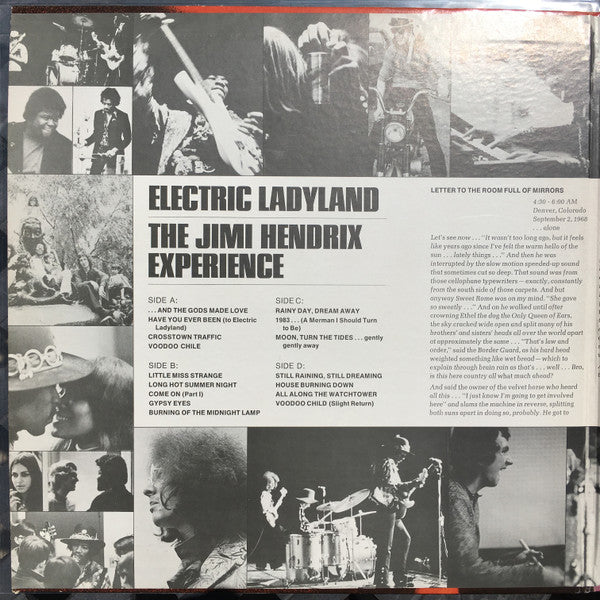 ELECTRIC LADYLAND
THE JIMI HENDRIX
EXPERIENCE
SIDE A:
. . . AND THE GODS MADE LOVE
HAVE YOU EVER BEEN (to Electric
Ladyland)
CROSSTOWN TRAFFIC
VOODOO CHILE
SIDE B:
LITTLE MISS STRANGE
LONG HOT SUMMER NIGHT
COME ON (Part I)
GYPSY EYES
BURNING OF THE MIDNIGHT LAMP
SIDE C:
RAINY DAY, DREAM AWAY
1983 . . . (A Merman I Should Turn
to Be)
MOON, TURN THE TIDES . . . gently
gently away
SIDE D:
STILL RAINING, STILL DREAMING
HOUSE BURNING DOWN
ALL ALONG THE WATCHTOWER
VOODOO CHILD (Slight Return)
LETTER TO THE ROOM FULL OF MIRRORS
4:30 - 6:00 AM
Denver, Colorado
September 2, 1968
. . . alone
Let's see now . . . "It wasn't too long ago, but it feels
like years ago since I've felt the warm hello of the
sun . . . lately things . . ." And then he was
interrupted by the slow motion speeded-up sound
that sometimes cut so deep. That sound was from
those cellophane typewriters – exactly, constantly
from the south side of those carpets. And but
anyway Sweet Rome was on my mind. "She gave
so sweetly . . ." And on he walked until after
crowning Ethel the dog the Only Queen of Ears,
the sky cracked wide open and split many of his
brothers' and sisters' heads all over the world apart
at approximately the same . . . "That's law and
order," said the Border Guard, as his hard head
weighted something like wet bread – which to
explain through brain rain as that's . . . well . . . Bro,
is this here country all what much ahead?
And said the owner of the velvet horse who heard
all this . . . "I just knew I'm gonna get involved
here" and slams the machine in reverse, splitting
both suns apart in doing so, probably. He got to